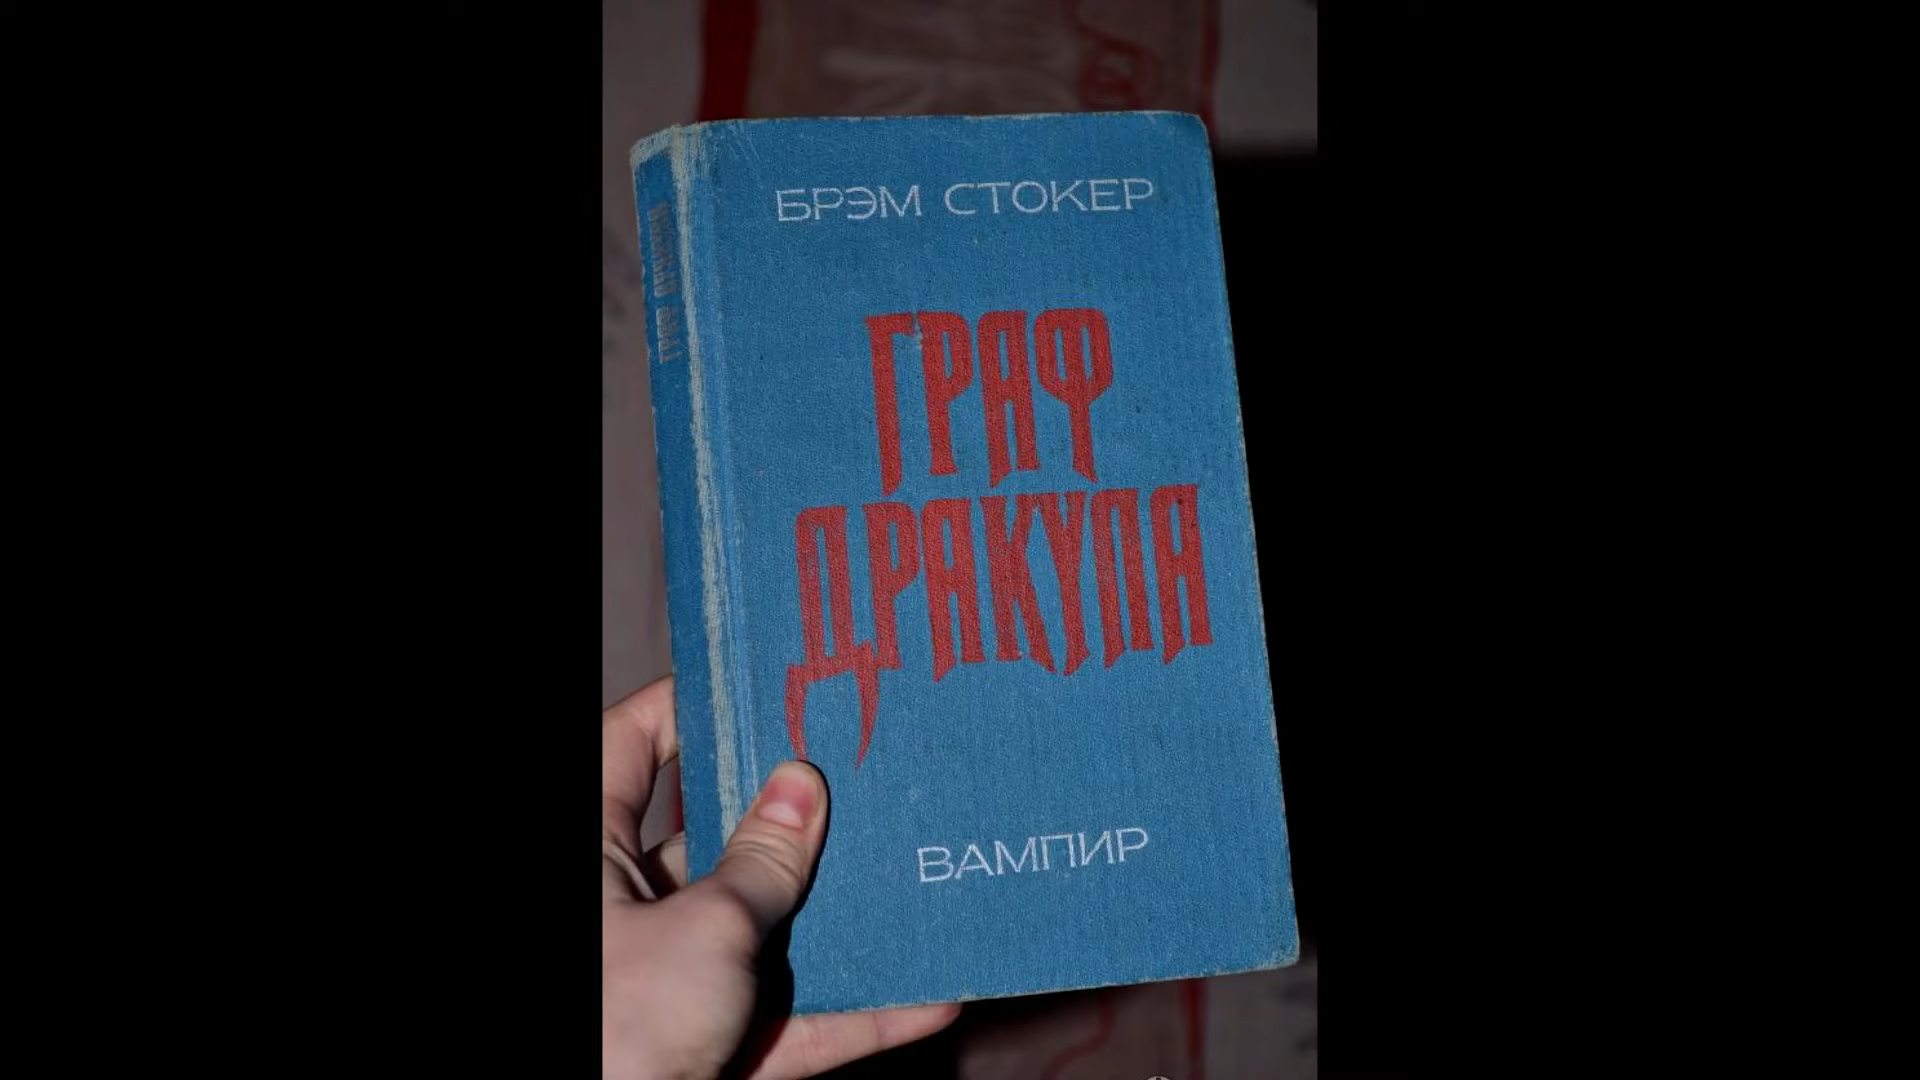 БРЭМ СТОКЕР
ГРАФ
ДРАКУЛА
ВАМПИР
ГРАФ ДРАКУЛА